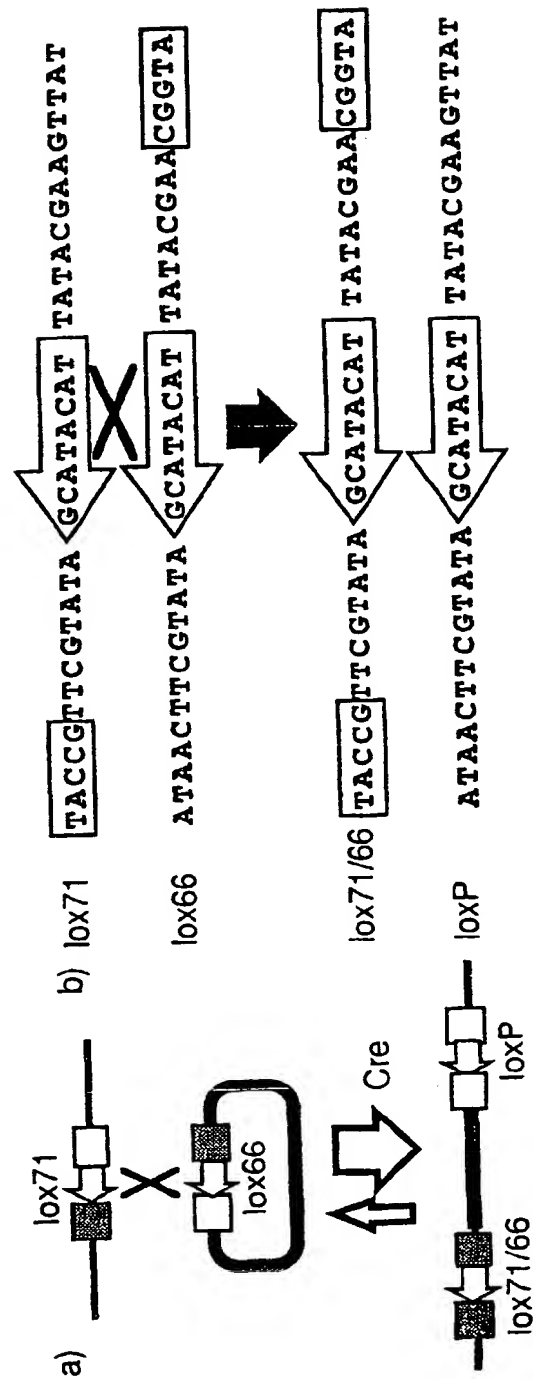 a)
lox71
lox66
Cre
lox71/66
loxP
b) lox71
TACCGTTCGTATA GCATACAT TATACGAAGTTAT
lox66
ATAACTTCGTATA GCATACAT TATACGAACGGTA
lox71/66
TACCGTTCGTATA GCATACAT TATACGAACGGTA
loxP
ATAACTTCGTATA GCATACAT TATACGAAGTTAT